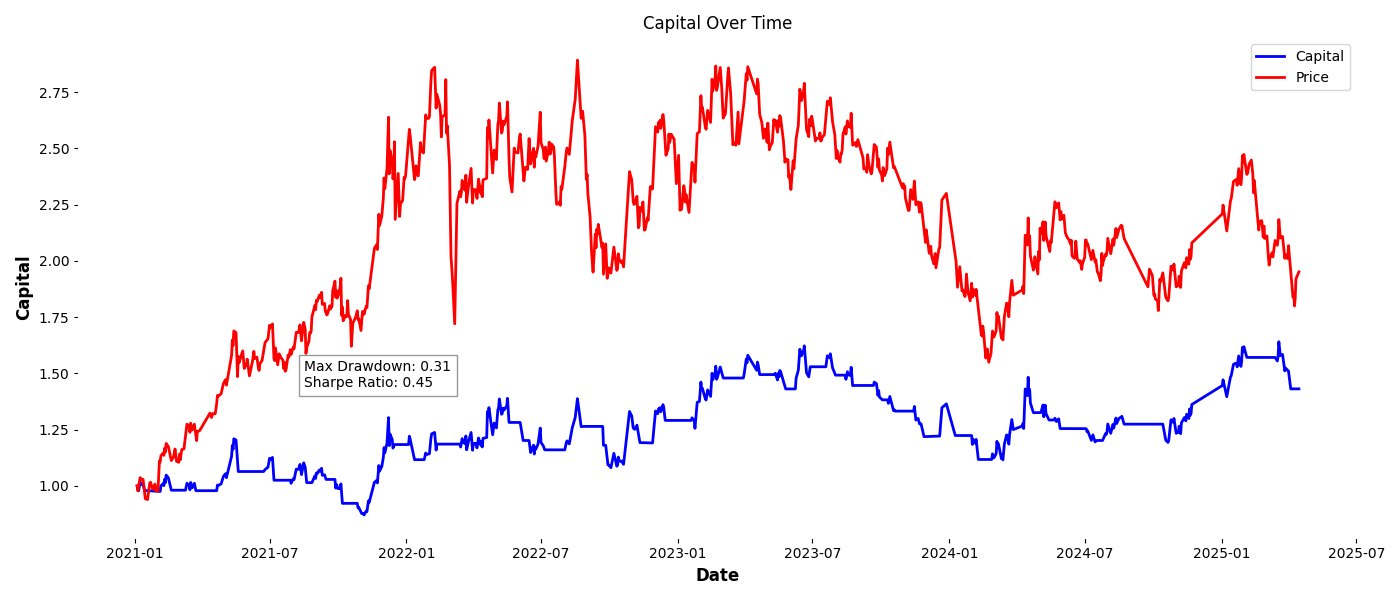 Capital Over Time
Capital
Price
2.75
2.50
2.25
2.00
1.75
1.50
1.25
1.00
Capital
Max Drawdown: 0.31
Sharpe Ratio: 0.45
2021-01
2021-07
2022-01
2022-07
2023-01
2023-07
2024-01
2024-07
2025-01
2025-07
Date